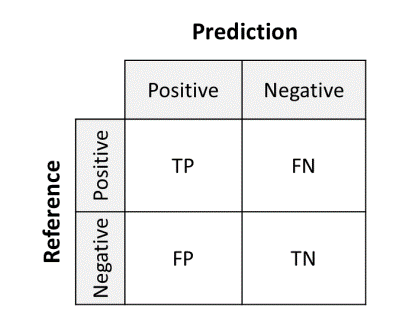 Prediction
Positive Negative
Reference
Positive
TP FN
Negative
FP TN